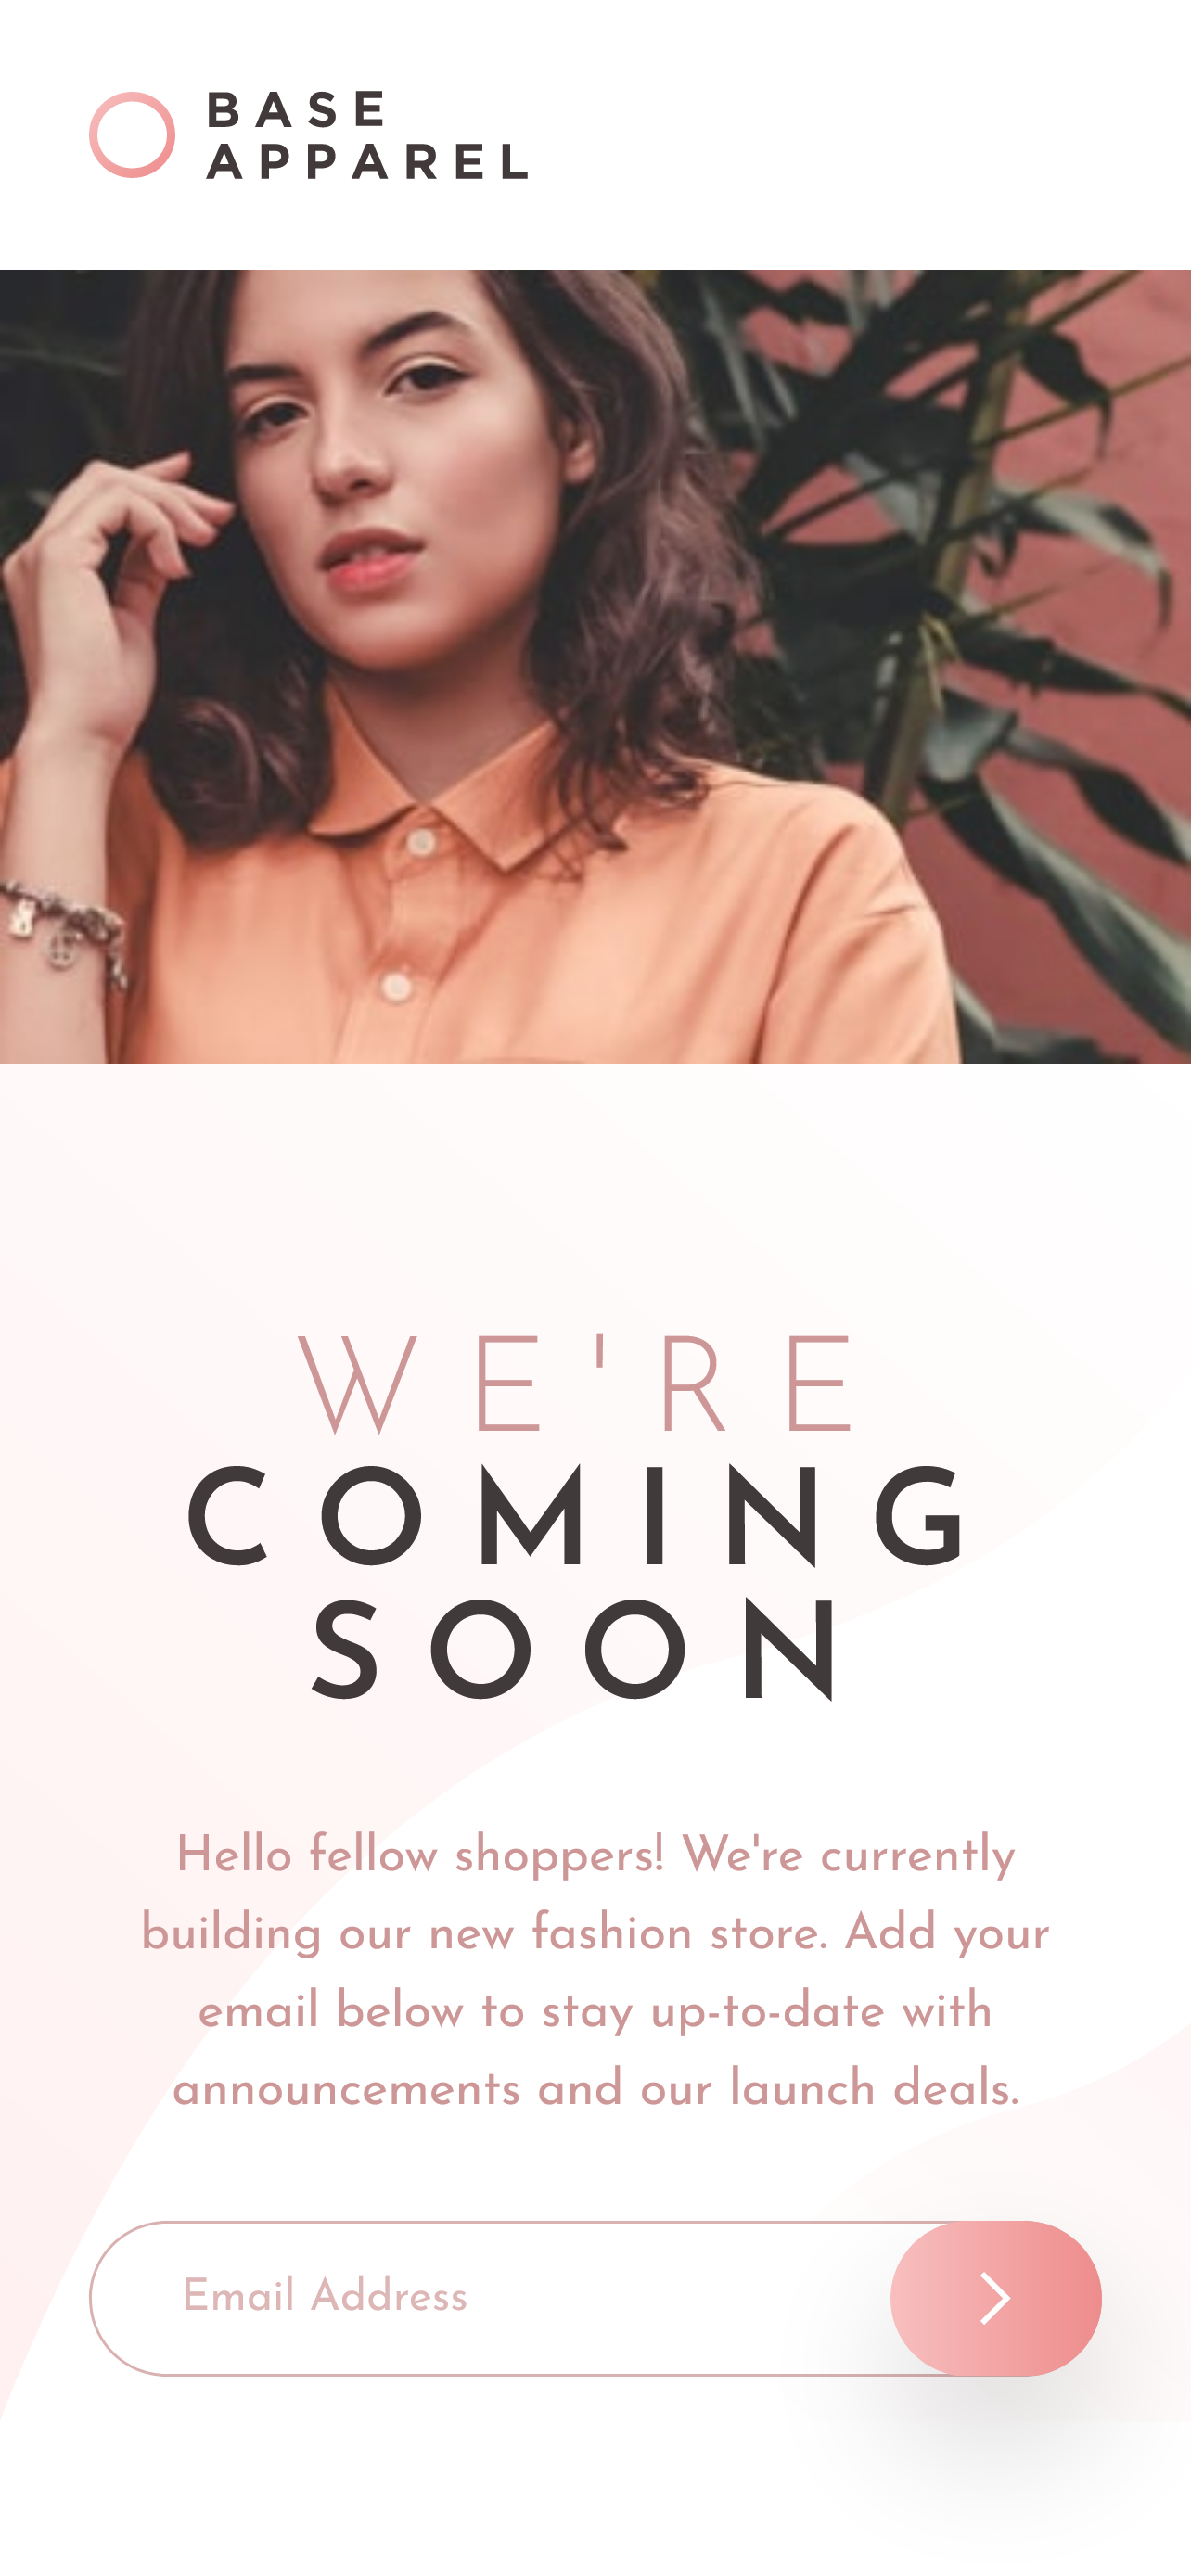 BASE
APPAREL
WE'RE
COMING
SOON
Hello fellow shoppers! We're currently
building our new fashion store. Add your
email below to stay up-to-date with
announcements and our launch deals.
Email Address